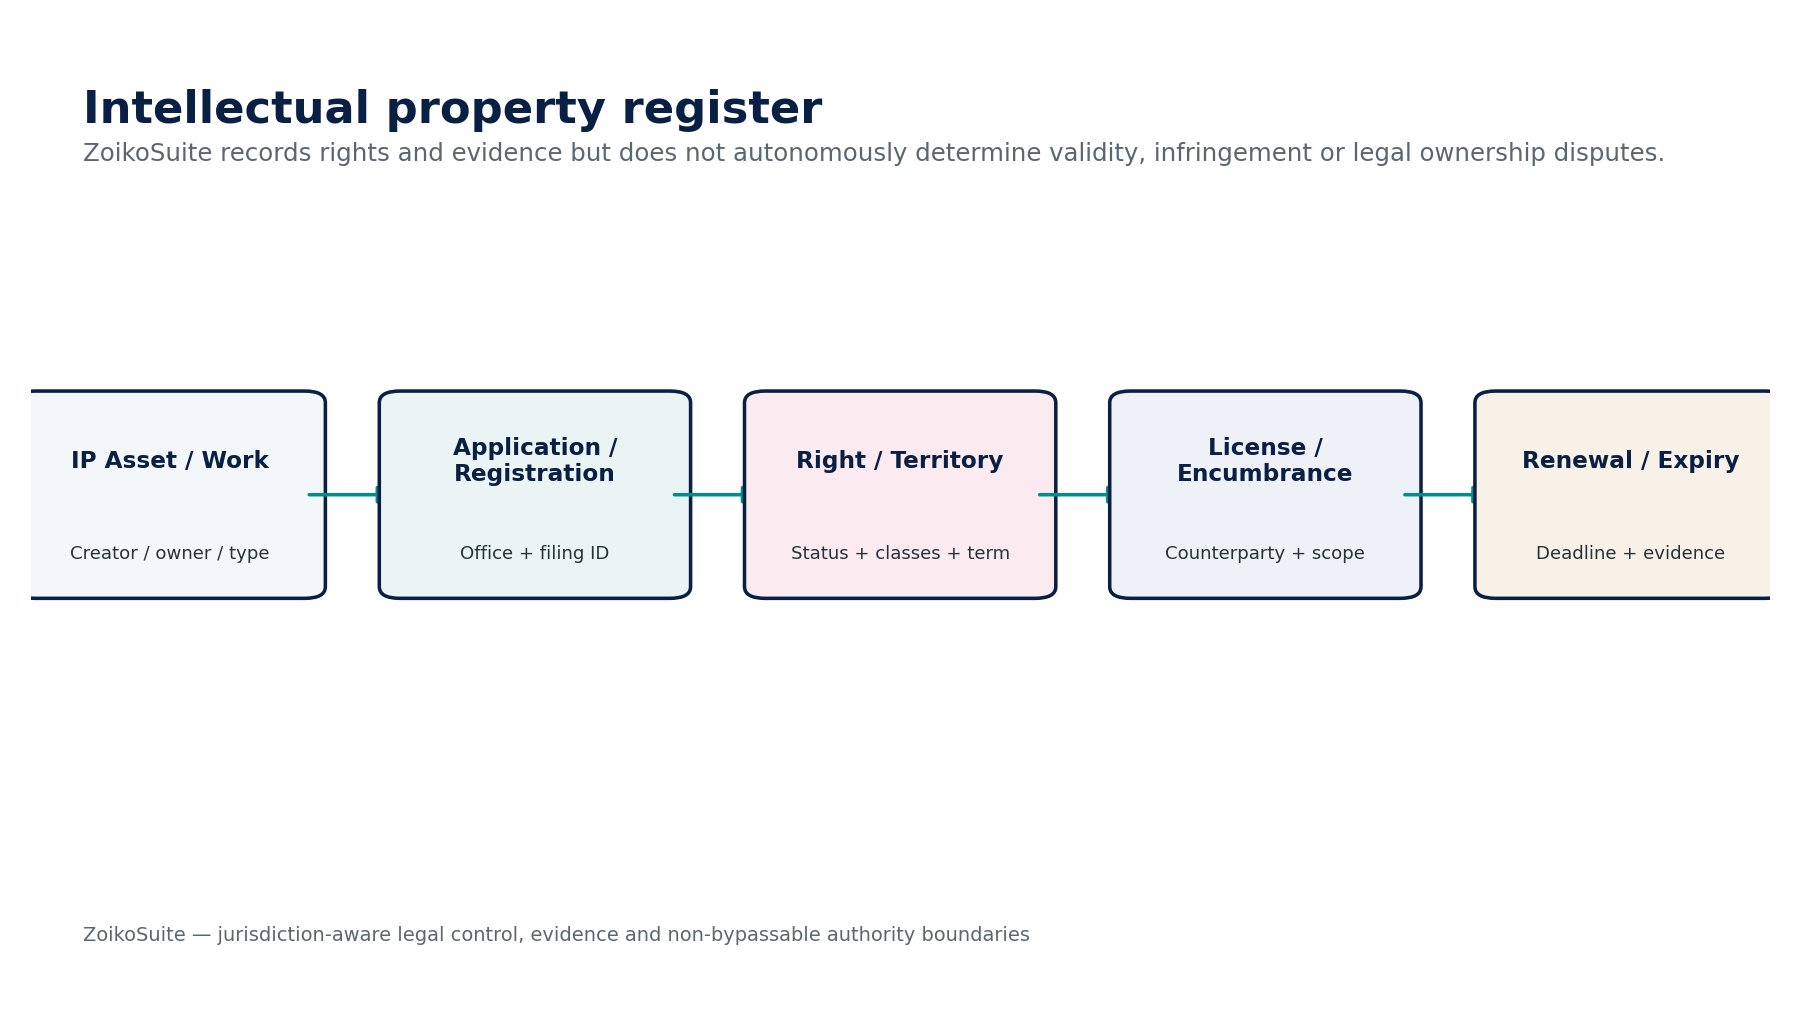 Intellectual property register
ZoikoSuite records rights and evidence but does not autonomously determine validity, infringement or legal ownership disputes.
IP Asset / Work
Creator / owner / type
Application /
Registration
Office + filing ID
Right / Territory
Status + classes + term
License /
Encumbrance
Counterparty + scope
Renewal / Expiry
Deadline + evidence
ZoikoSuite — jurisdiction-aware legal control, evidence and non-bypassable authority boundaries